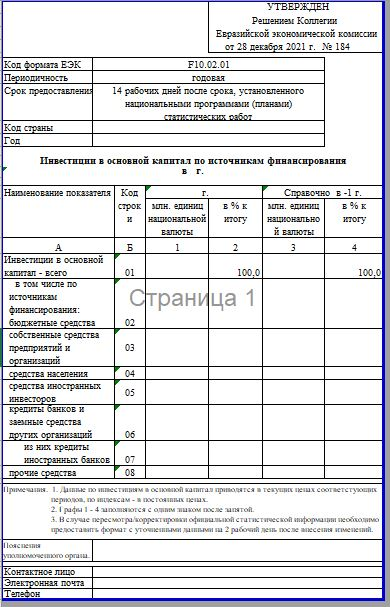 УТВЕРЖДЕН
Решением Коллегии
Евразийской экономической комиссии
от 28 декабря 2021 г. № 184
Код формата ЕЭК F10.02.01
Периодичность годовая
Срок предоставления 14 рабочих дней после срока, установленного
национальными программами (планами)
статистических работ
Код страны
Год
Инвестиции в основной капитал по источникам финансирования
в г.
Наименование показателя Код строк и г. Справочно в -1 г.
млн. единиц национальной валюты в % к итогу млн. единиц национально й валюты в % к итогу
А Б 1 2 3 4
Инвестиции в основной
капитал - всего 01 100,0 100,0
в том числе по
источникам
финансирования:
бюджетные средства 02
Страница 1
собственные средства
предприятий и 03
организаций
средства населения 04
средства иностранных
инвесторов 05
кредиты банков и
заемные средства
других организаций 06
из них кредиты
иностранных банков 07
прочие средства 08
Примечания. 1. Данные по инвестициям в основной капитал приводятся в текущих ценах соответстующих
периодов, по индексам - в постоянных ценах.
2. Графы 1 - 4 заполняются с одним знаком после запятой.
3. В случае пересмотра/корректировки официальной статистической информации необходимо
предоставить формат с уточненными данными на 2 рабочий день после внесения изменений.
Пояснения
уполномоченного органа.
Контактное лицо
Электронная почта
Телефон